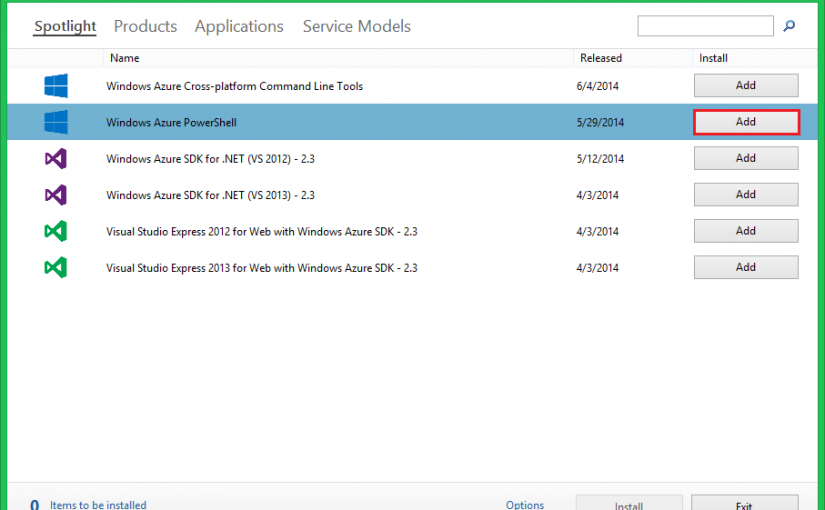 Spotlight Products Applications Service Models
Name Released Install
Windows Azure Cross-platform Command Line Tools 6/4/2014 Add
Windows Azure PowerShell 5/29/2014 Add
Windows Azure SDK for .NET (VS 2012) - 2.3 5/12/2014 Add
Windows Azure SDK for .NET (VS 2013) - 2.3 4/3/2014 Add
Visual Studio Express 2012 for Web with Windows Azure SDK - 2.3 4/3/2014 Add
Visual Studio Express 2013 for Web with Windows Azure SDK - 2.3 4/3/2014 Add
0 Items to be installed Options Install Exit